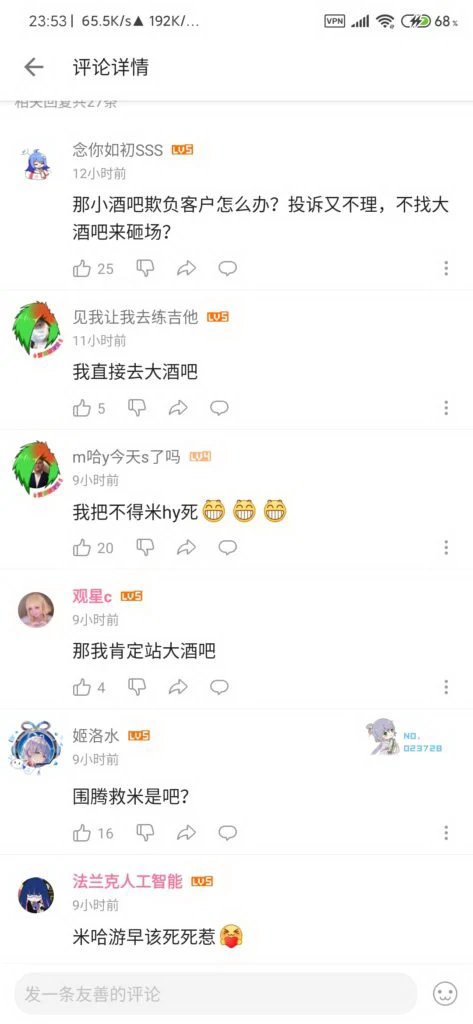 23:53 | 65.5K/s▲ 192K/...
VPN
68%
评论详情
相关回复共27条
念你如初SSS LV5
12小时前
那小酒吧欺负客户怎么办？投诉又不理，不找大
酒吧来砸场？
25
见我让我去练吉他 LV5
11小时前
我直接去大酒吧
5
m哈y今天s了吗 LV4
9小时前
我把不得米hy死😁😁😁
20
观星c LV5
9小时前
那我肯定站大酒吧
4
姬洛水 LV5
NO.
023728
9小时前
围腾救米是吧？
16
法兰克人工智能 LV5
9小时前
米哈游早该死死惹
发一条友善的评论